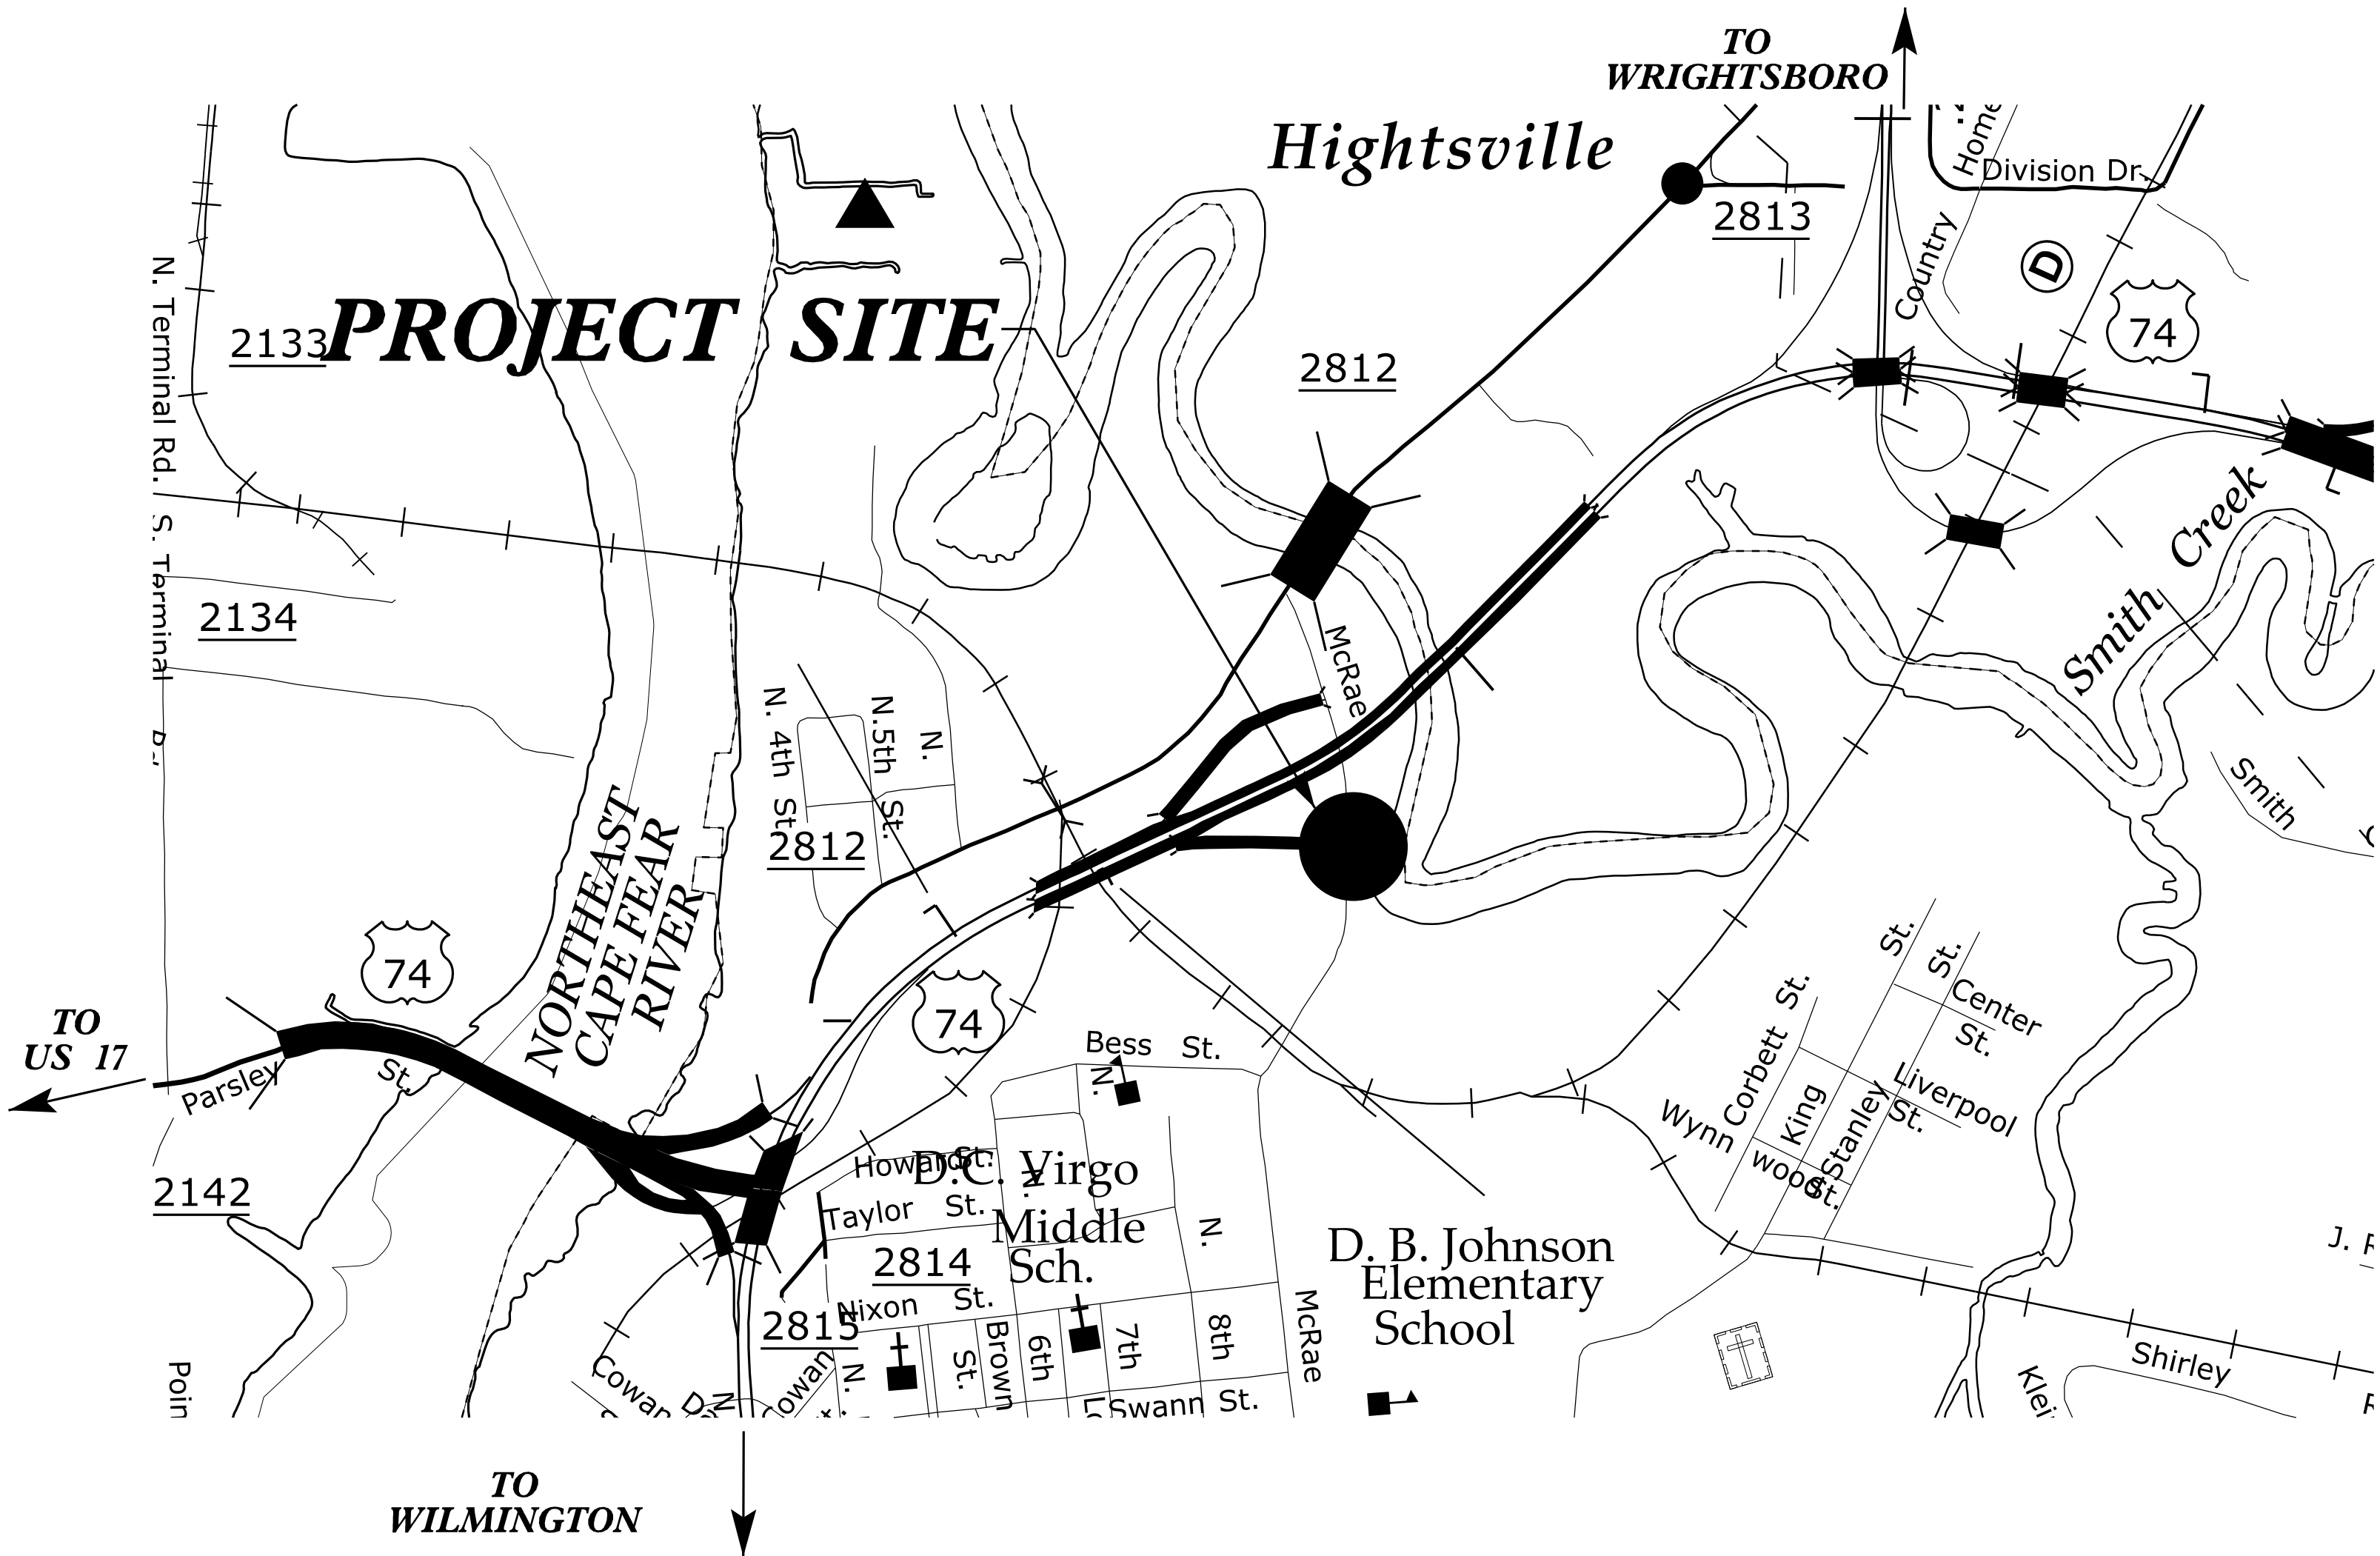 TO
WRIGHTSBORO
Hightsville
Home
Division Dr.
2813
Country
D
74
N. Terminal Rd.
2133
PROJECT SITE
2812
Smith Creek
S. Terminal
2134
McRae
N. 4th St.
N. 5th St.
N.
2812
Smith
NORTHEAST
CAPE FEAR
RIVER
74
74
TO
US 17
Parsley St.
Bess St.
N.
St.
St.
Center
St.
Corbett St.
King
Stanley
Liverpool
St.
Wynn wood
St.
2142
Howard St.
D.C. Virgo
Middle
Sch.
N.
Taylor St.
2814
N.
D. B. Johnson
Elementary
School
J.
Nixon St.
2815
N.
St.
Brown
6th
7th
8th
McRae
Swann St.
Cowan
Cowan
N.
Poin
Shirley
Klei
TO
WILMINGTON